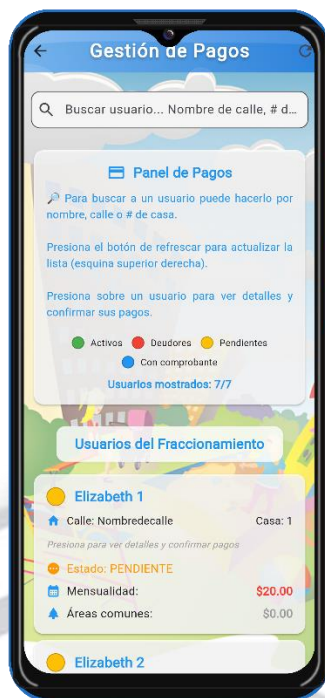 Gestión de Pagos
Buscar usuario... Nombre de calle, # d...
Panel de Pagos
🔎 Para buscar a un usuario puede hacerlo por
nombre, calle o # de casa.
Presiona el botón de refrescar para actualizar la
lista (esquina superior derecha).
Presiona sobre un usuario para ver detalles y
confirmar sus pagos.
Activos Deudores Pendientes
Con comprobante
Usuarios mostrados: 7/7
Usuarios del Fraccionamiento
Elizabeth 1
Calle: Nombredecalle Casa: 1
Presiona para ver detalles y confirmar pagos
Estado: PENDIENTE
Mensualidad: $20.00
Áreas comunes: $0.00
Elizabeth 2